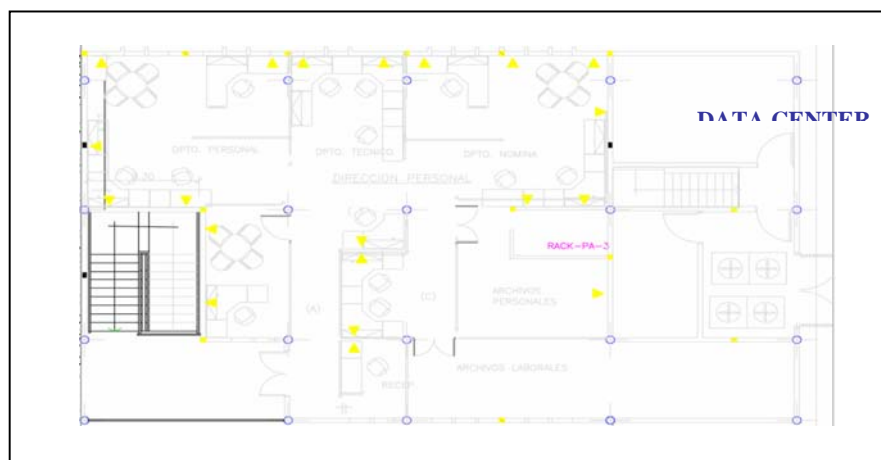 DATA CENTER
DPTO. PERSONAL
DPTO. TECNICO
DPTO. NOMINA
DIRECCION PERSONAL
RACK-PA-3
ARCHIVOS
PERSONALES
(A)
(C)
ARCHIVOS LABORALES
RECEP.